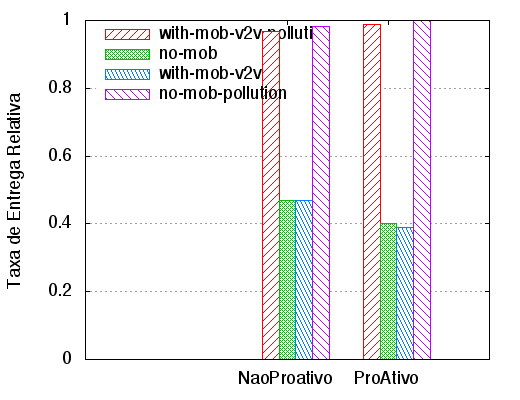 1
0.8
0.6
0.4
0.2
0
Taxa de Entrega Relativa
with-mob-v2v-polluti
no-mob
with-mob-v2v
no-mob-pollution
NaoProativo
ProAtivo